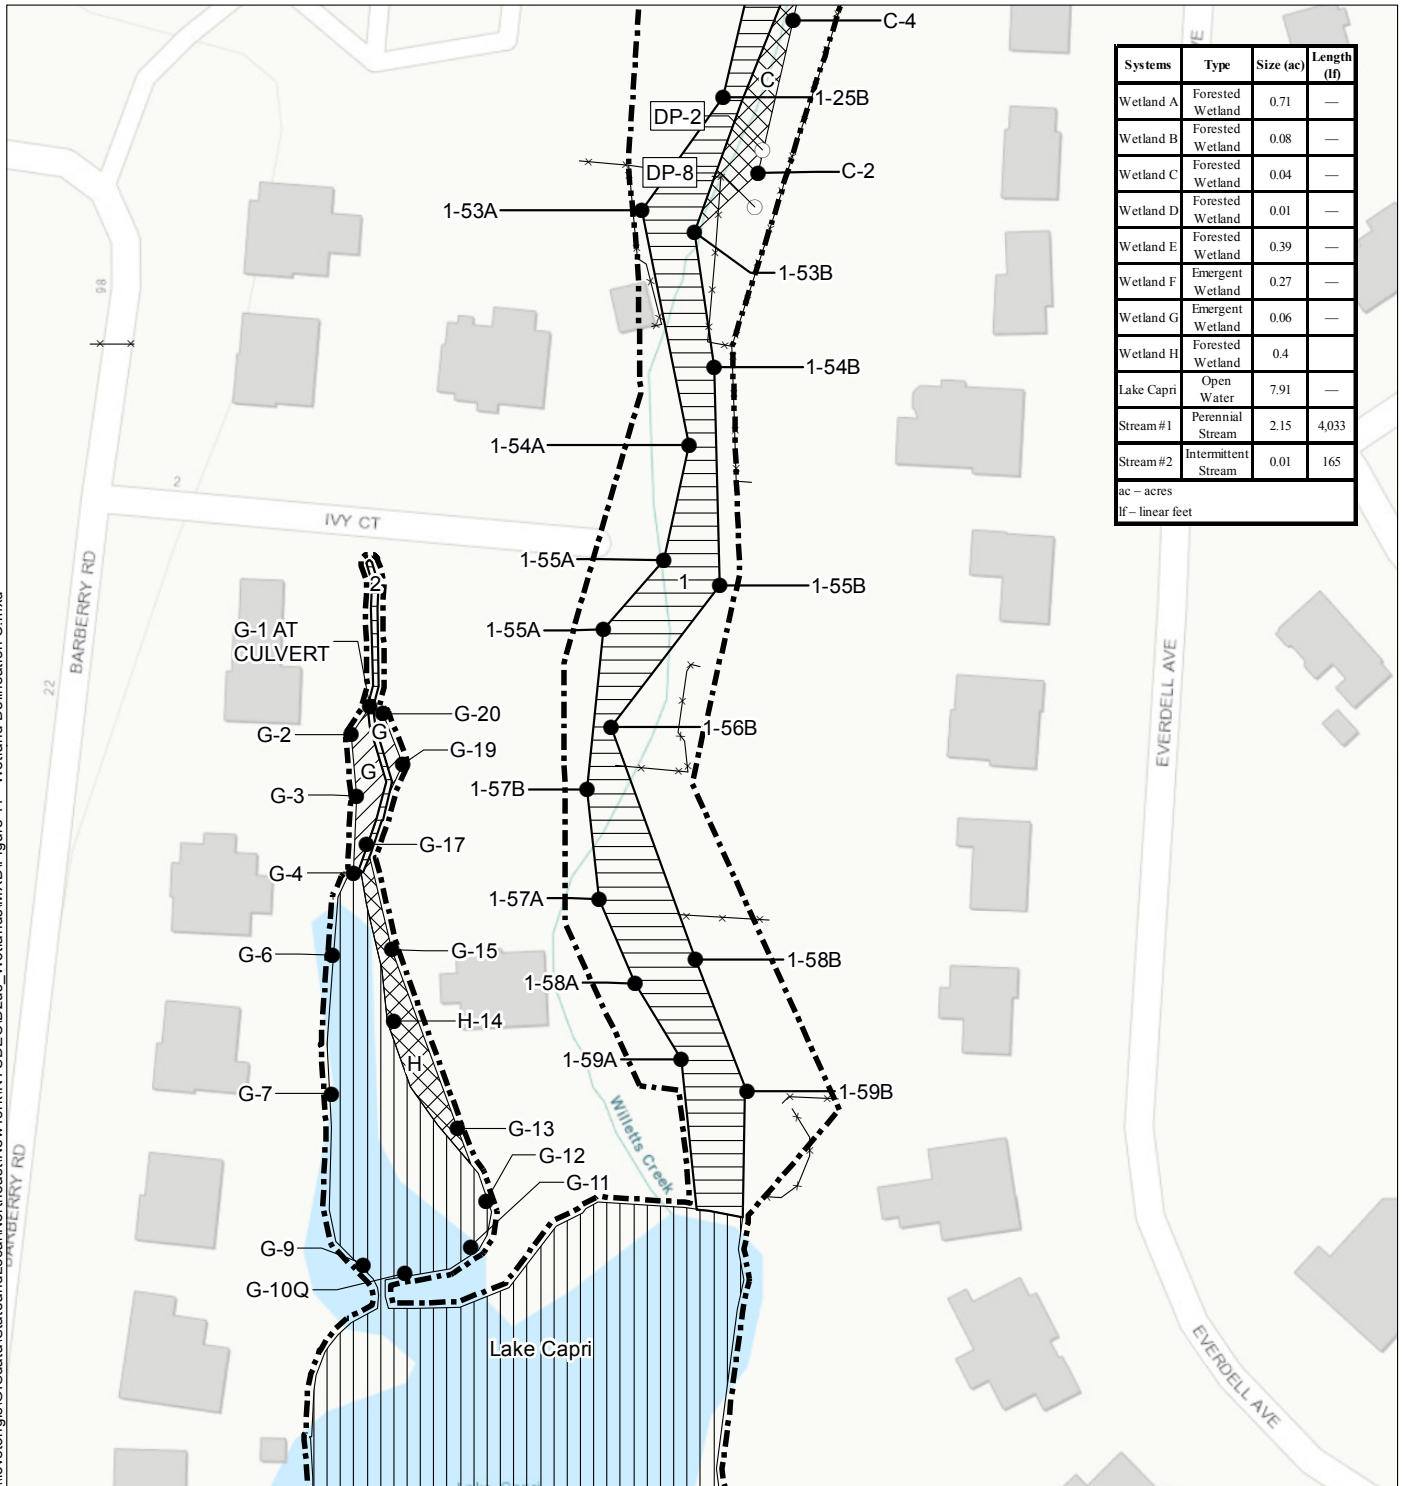 C-4
C
1-25B
DP-2
DP-8
C-2
1-53A
1-53B
1-54B
1-54A
98
2
IVY CT
1-55A
1
1-55B
1-55A
2
BARBERRY RD
22
G-1 AT
CULVERT
G-20
G-2
G
G-19
G
G-3
1-56B
1-57B
G-17
G-4
1-57A
G-15
G-6
1-58B
1-58A
H-14
H
1-59A
G-7
1-59B
Willetts Creek
G-13
G-12
G-11
BARBERRY RD
G-9
G-10Q
Lake Capri
EVERDELL AVE
EVERDELL AVE
Systems Type Size (ac) Length
(lf)
Wetland A Forested
Wetland 0.71 —
Wetland B Forested
Wetland 0.08 —
Wetland C Forested
Wetland 0.04 —
Wetland D Forested
Wetland 0.01 —
Wetland E Forested
Wetland 0.39 —
Wetland F Emergent
Wetland 0.27 —
Wetland G Emergent
Wetland 0.06 —
Wetland H Forested
Wetland 0.4
Lake Capri Open
Water 7.91 —
Stream #1 Perennial
Stream 2.15 4,033
Stream #2 Intermittent
Stream 0.01 165
ac – acres
lf – linear feet